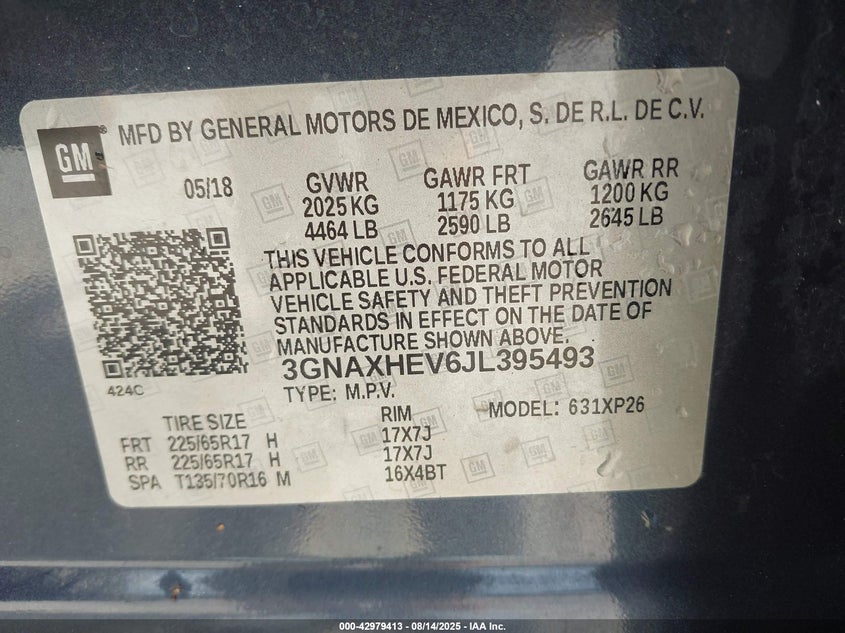 GM
MFD BY GENERAL MOTORS DE MEXICO, S. DE R.L. DE C.V.
05/18
GVWR
2025 KG
4464 LB
GAWR FRT
1175 KG
2590 LB
GAWR RR
1200 KG
2645 LB
THIS VEHICLE CONFORMS TO ALL
APPLICABLE U.S. FEDERAL MOTOR
VEHICLE SAFETY AND THEFT PREVENTION
STANDARDS IN EFFECT ON THE DATE OF
MANUFACTURE SHOWN ABOVE.
3GNAXHEV6JL395493
424C
TYPE: M.P.V.
MODEL: 631XP26
TIRE SIZE RIM
FRT 225/65R17 H 17X7J
RR 225/65R17 H 17X7J
SPA T135/70R16 M 16X4BT
000-42979413 - 08/14/2025 - IAA Inc.